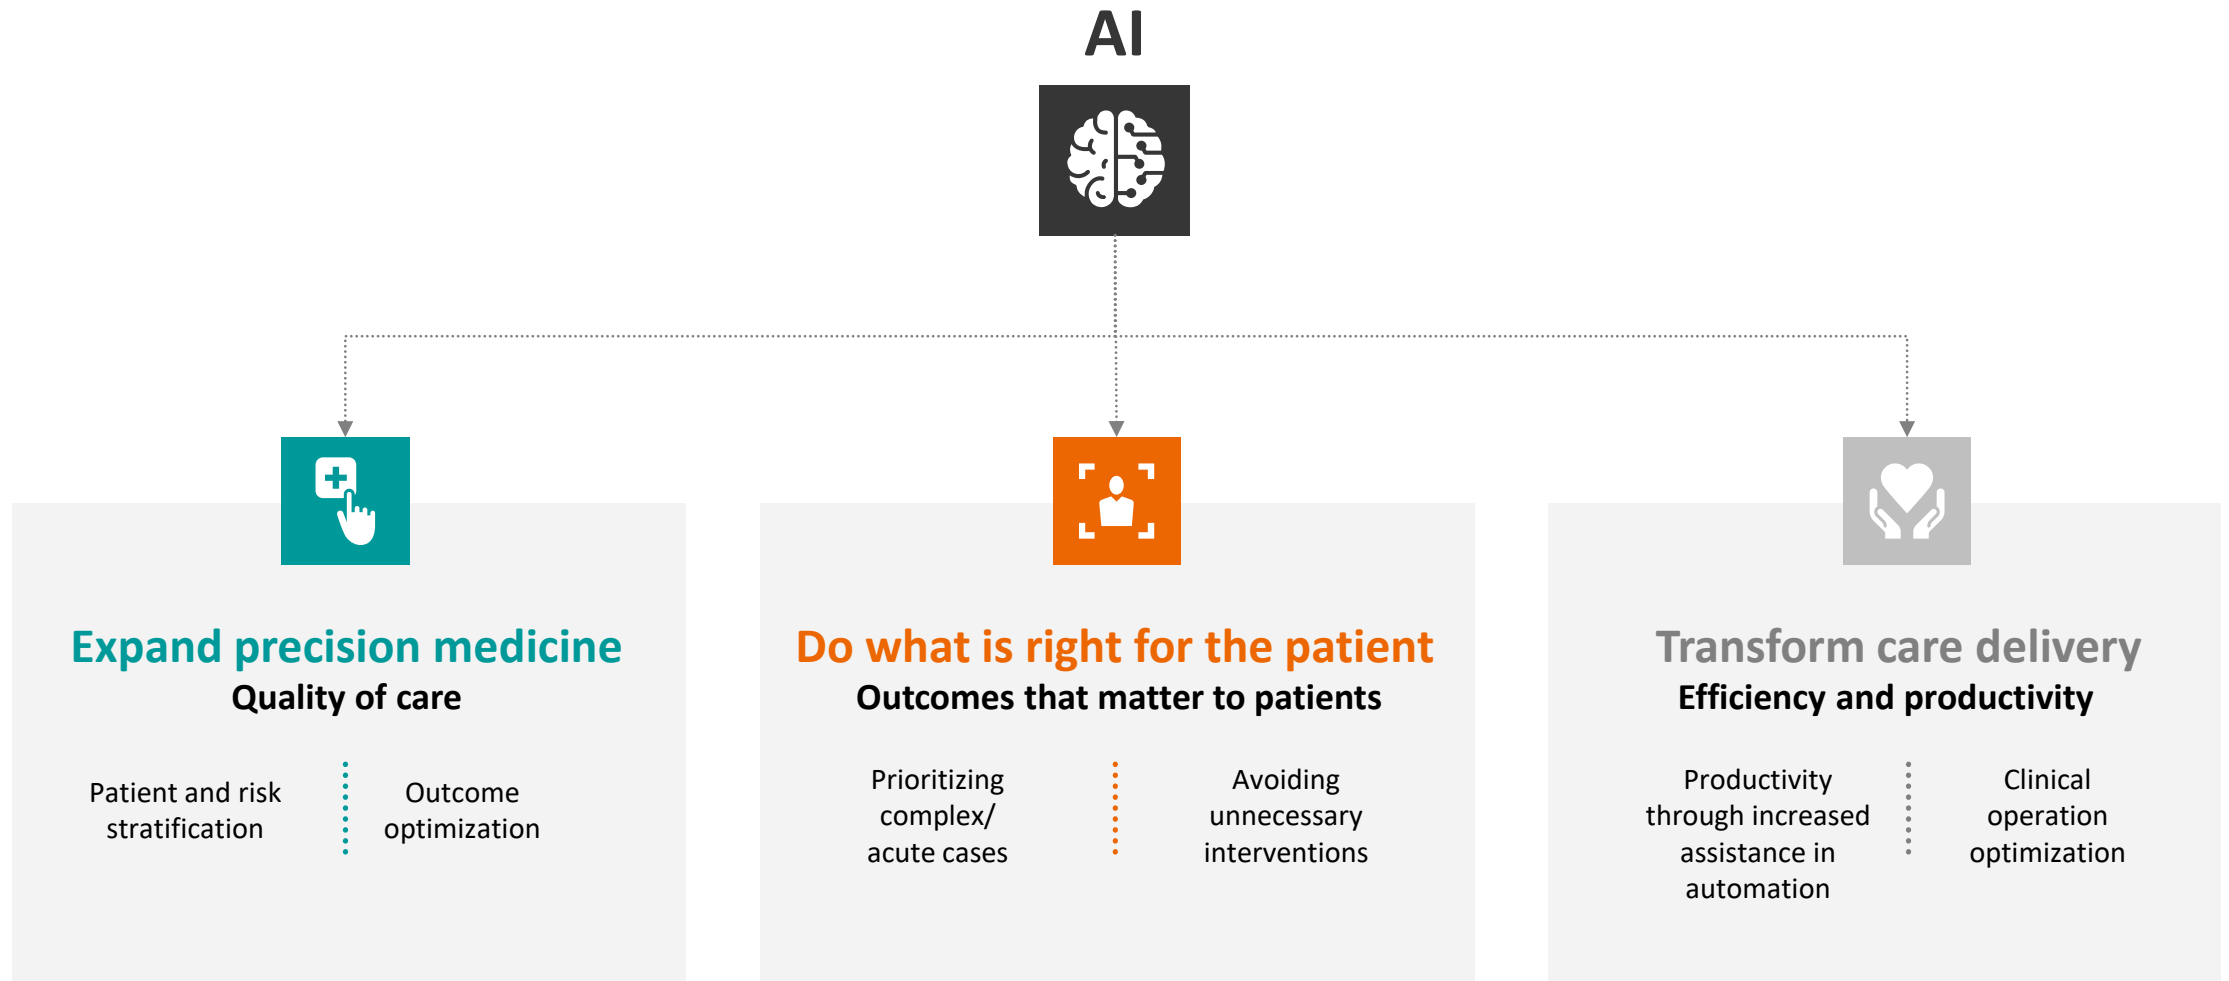 AI
Expand precision medicine
Quality of care
Patient and risk
stratification
Outcome
optimization
Do what is right for the patient
Outcomes that matter to patients
Prioritizing
complex/
acute cases
Avoiding
unnecessary
interventions
Transform care delivery
Efficiency and productivity
Productivity
through increased
assistance in
automation
Clinical
operation
optimization